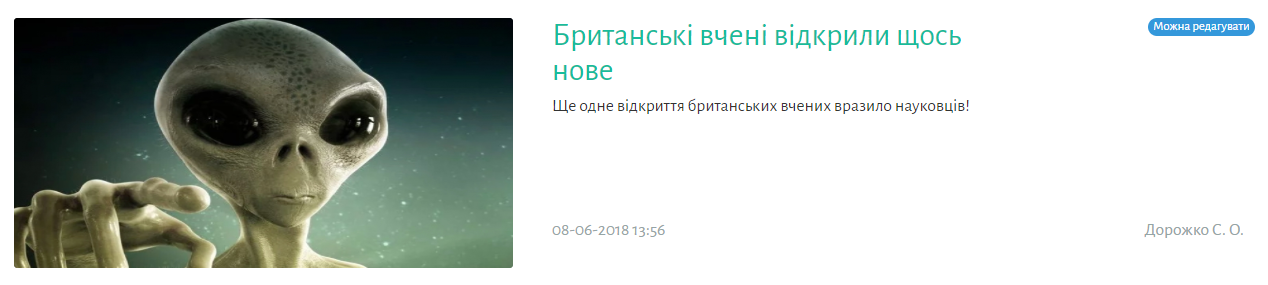 Британські вчені відкрили щось
нове
Можна редагувати
Ще одне відкриття британських вчених вразило науковців!
08-06-2018 13:56
Дорожко С. О.